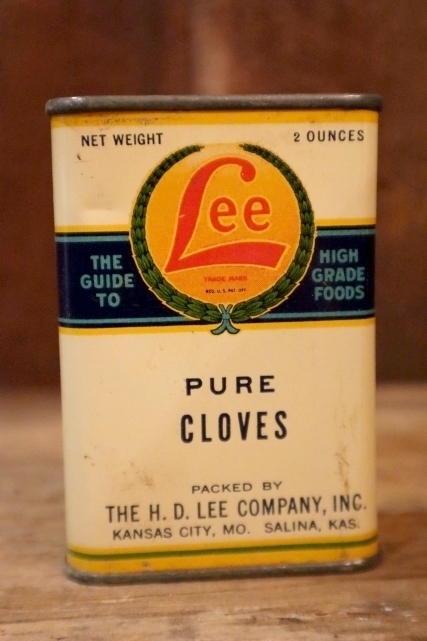 NET WEIGHT 2 OUNCES
Lee
TRADE MARK
REG. U. S. PAT. OFF.
THE
GUIDE
TO
HIGH
GRADE
FOODS
PURE
CLOVES
PACKED BY
THE H. D. LEE COMPANY, INC.
KANSAS CITY, MO. SALINA, KAS.